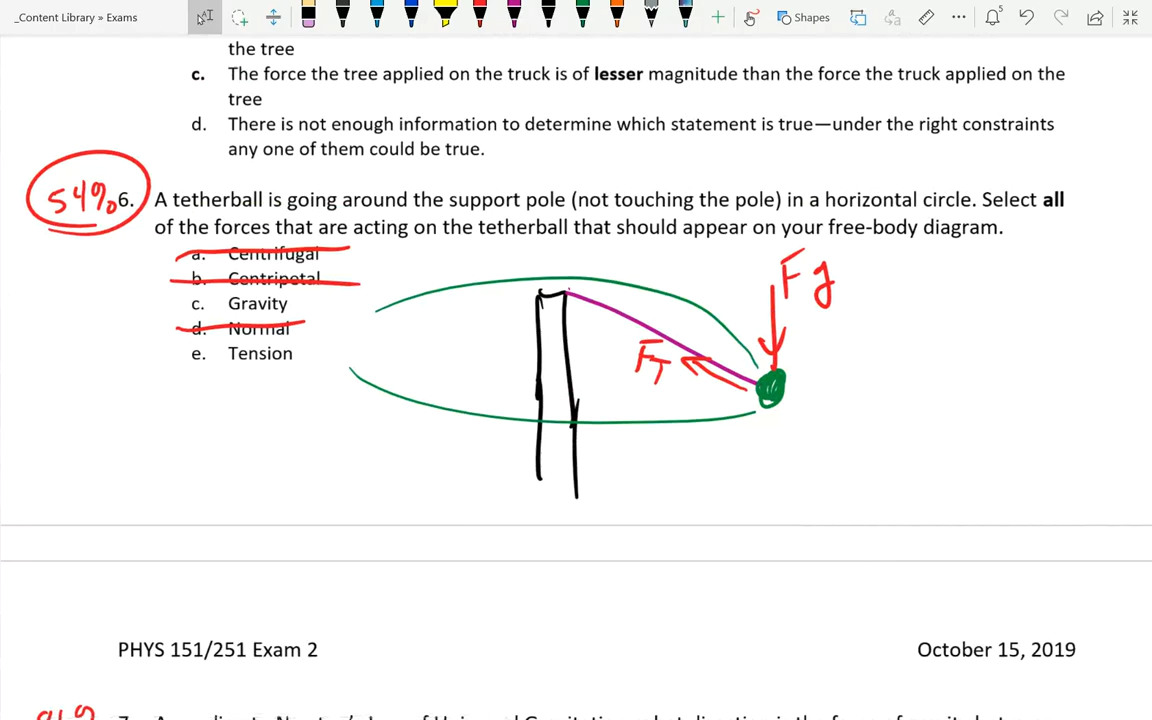 _Content Library » Exams
Shapes
5
the tree
c. The force the tree applied on the truck is of lesser magnitude than the force the truck applied on the
tree
d. There is not enough information to determine which statement is true—under the right constraints
any one of them could be true.
54%
6. A tetherball is going around the support pole (not touching the pole) in a horizontal circle. Select all
of the forces that are acting on the tetherball that should appear on your free-body diagram.
a. Centrifugal
b. Centripetal
c. Gravity
d. Normal
e. Tension
Fg
FT
PHYS 151/251 Exam 2
October 15, 2019